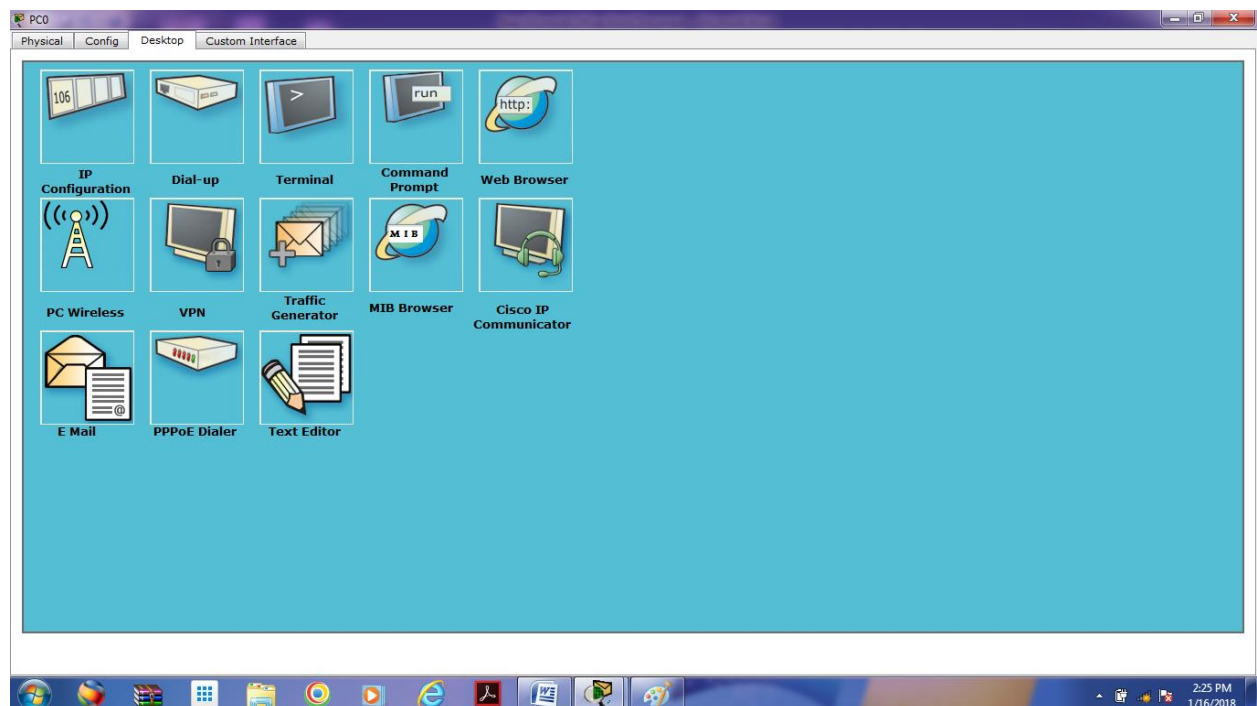 PC0
Physical Config Desktop Custom Interface
106
>
run
http:
IP
Configuration
Dial-up
Terminal
Command
Prompt
Web Browser
MIB
PC Wireless
VPN
Traffic
Generator
MIB Browser
Cisco IP
Communicator
@
E Mail
PPPoE Dialer
Text Editor
W
2:25 PM
1/16/2018